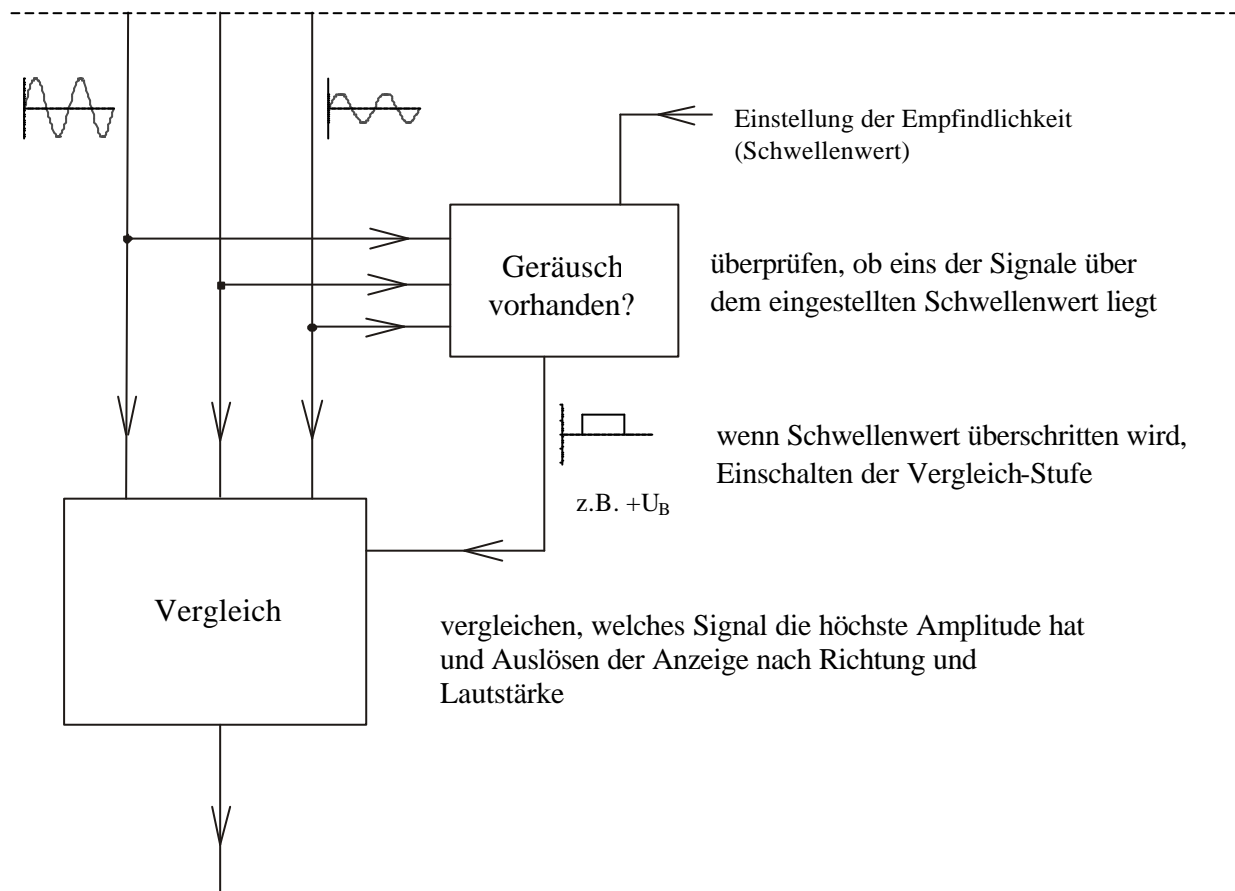 Einstellung der Empfindlichkeit
(Schwellenwert)
Geräusch
vorhanden?
überprüfen, ob eins der Signale über
dem eingestellten Schwellenwert liegt
wenn Schwellenwert überschritten wird,
Einschalten der Vergleich-Stufe
z.B. +U_B
Vergleich
vergleichen, welches Signal die höchste Amplitude hat
und Auslösen der Anzeige nach Richtung und
Lautstärke